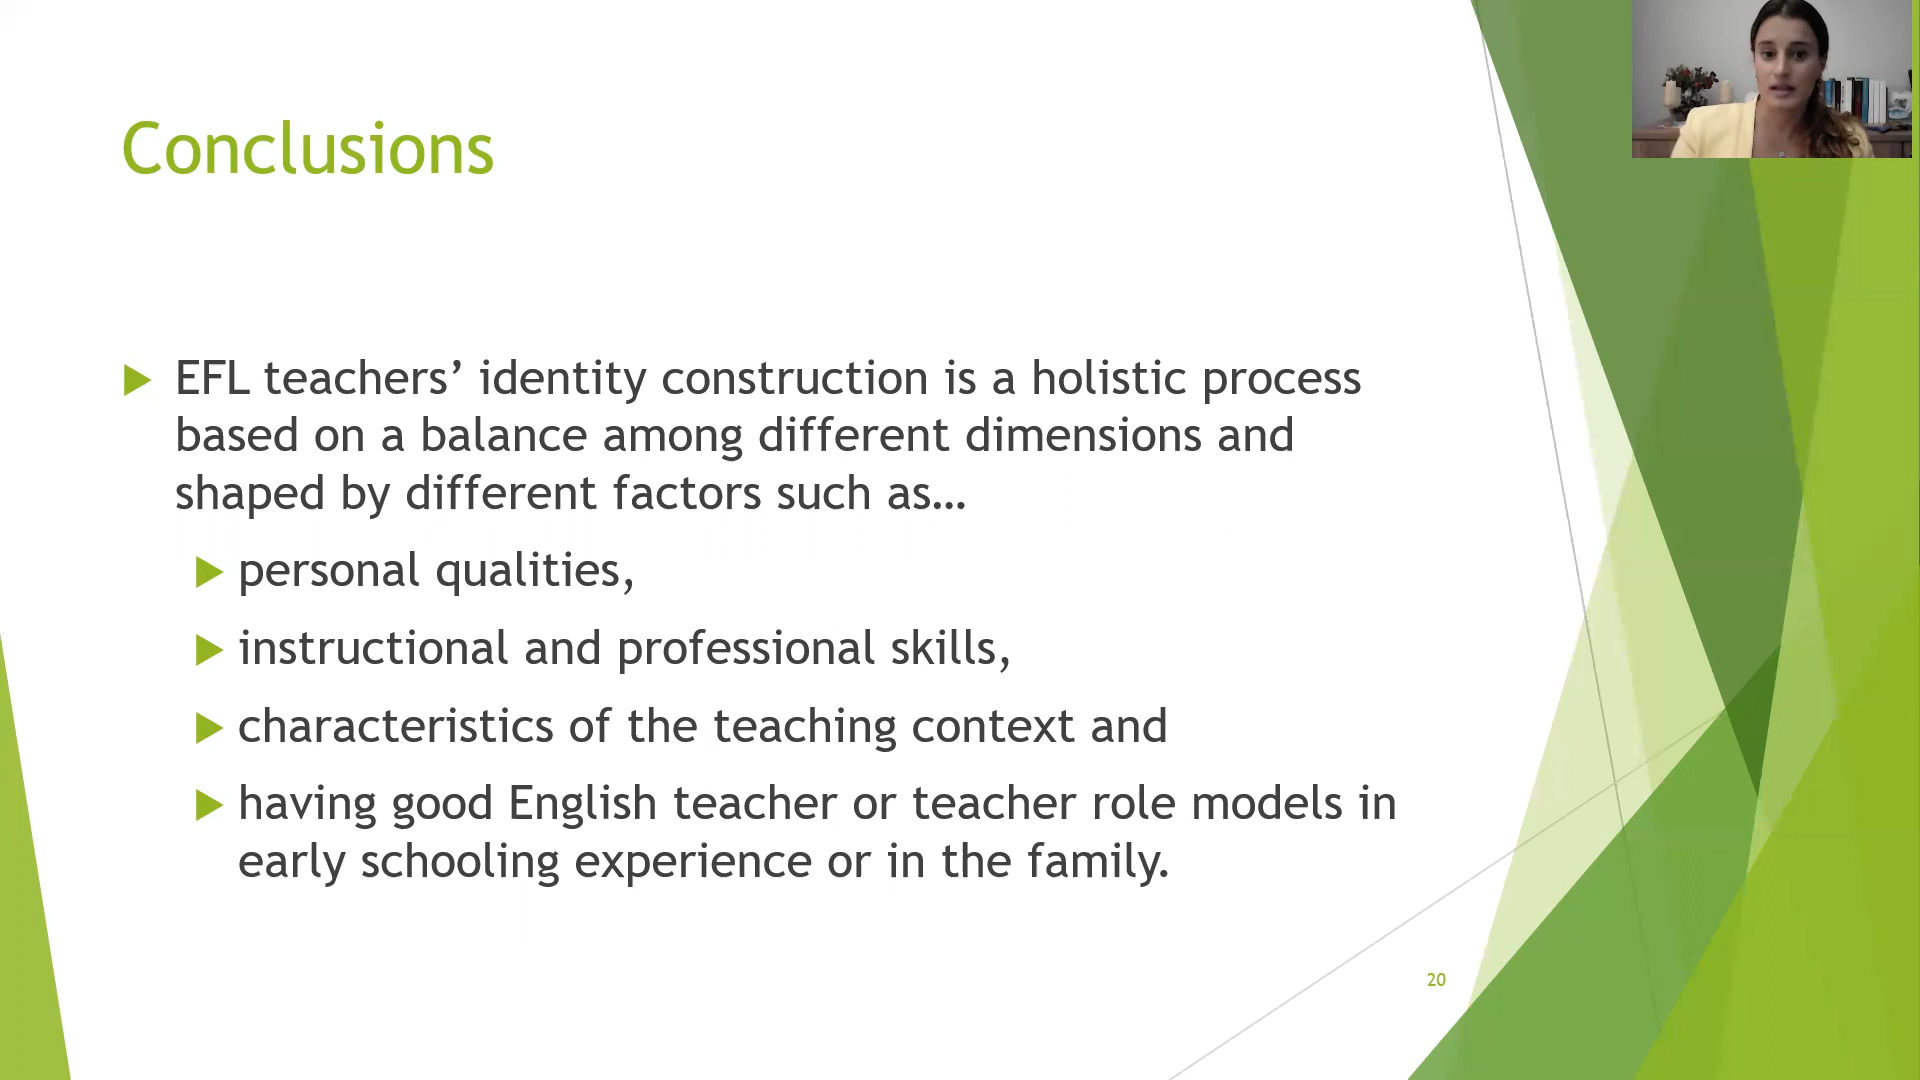 Conclusions
EFL teachers’ identity construction is a holistic process
based on a balance among different dimensions and
shaped by different factors such as…
personal qualities,
instructional and professional skills,
characteristics of the teaching context and
having good English teacher or teacher role models in
early schooling experience or in the family.
20